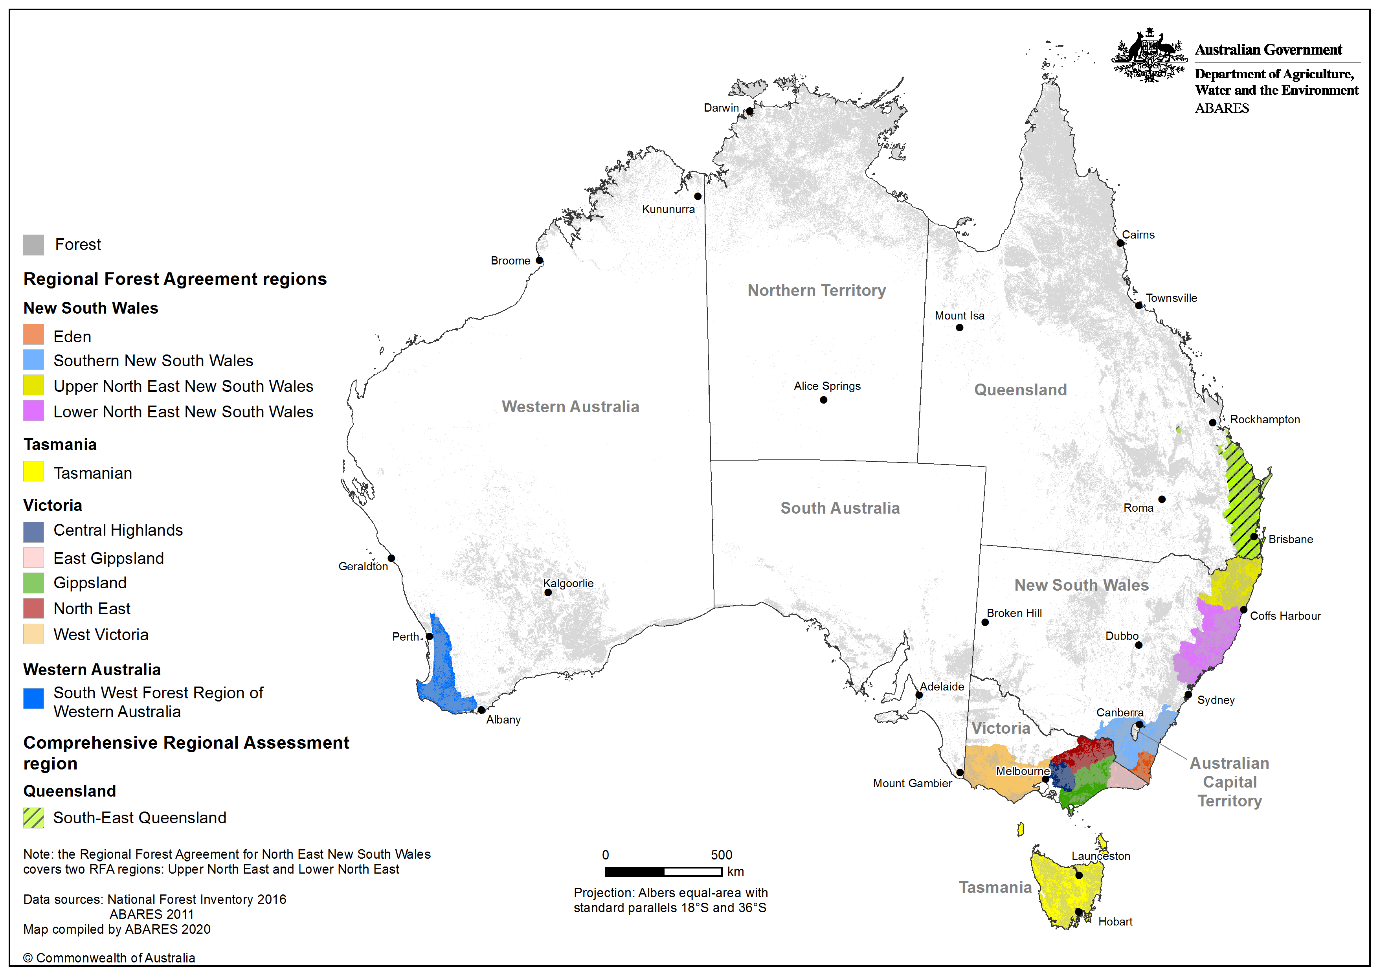 Australian Government
Department of Agriculture,
Water and the Environment
ABARES
Darwin
Kununurra
Broome
Cairns
Townsville
Northern Territory
Mount Isa
Alice Springs
Queensland
Western Australia
Rockhampton
South Australia
Roma
Brisbane
Geraldton
Kalgoorlie
New South Wales
Broken Hill
Coffs Harbour
Perth
Dubbo
Adelaide
Sydney
Albany
Canberra
Victoria
Melbourne
Mount Gambier
Australian
Capital
Territory
Launceston
Tasmania
Hobart
Forest
Regional Forest Agreement regions
New South Wales
Eden
Southern New South Wales
Upper North East New South Wales
Lower North East New South Wales
Tasmania
Tasmanian
Victoria
Central Highlands
East Gippsland
Gippsland
North East
West Victoria
Western Australia
South West Forest Region of
Western Australia
Comprehensive Regional Assessment
region
Queensland
South-East Queensland
Note: the Regional Forest Agreement for North East New South Wales
covers two RFA regions: Upper North East and Lower North East
Data sources: National Forest Inventory 2016
ABARES 2011
Map compiled by ABARES 2020
© Commonwealth of Australia
0 500
km
Projection: Albers equal-area with
standard parallels 18°S and 36°S